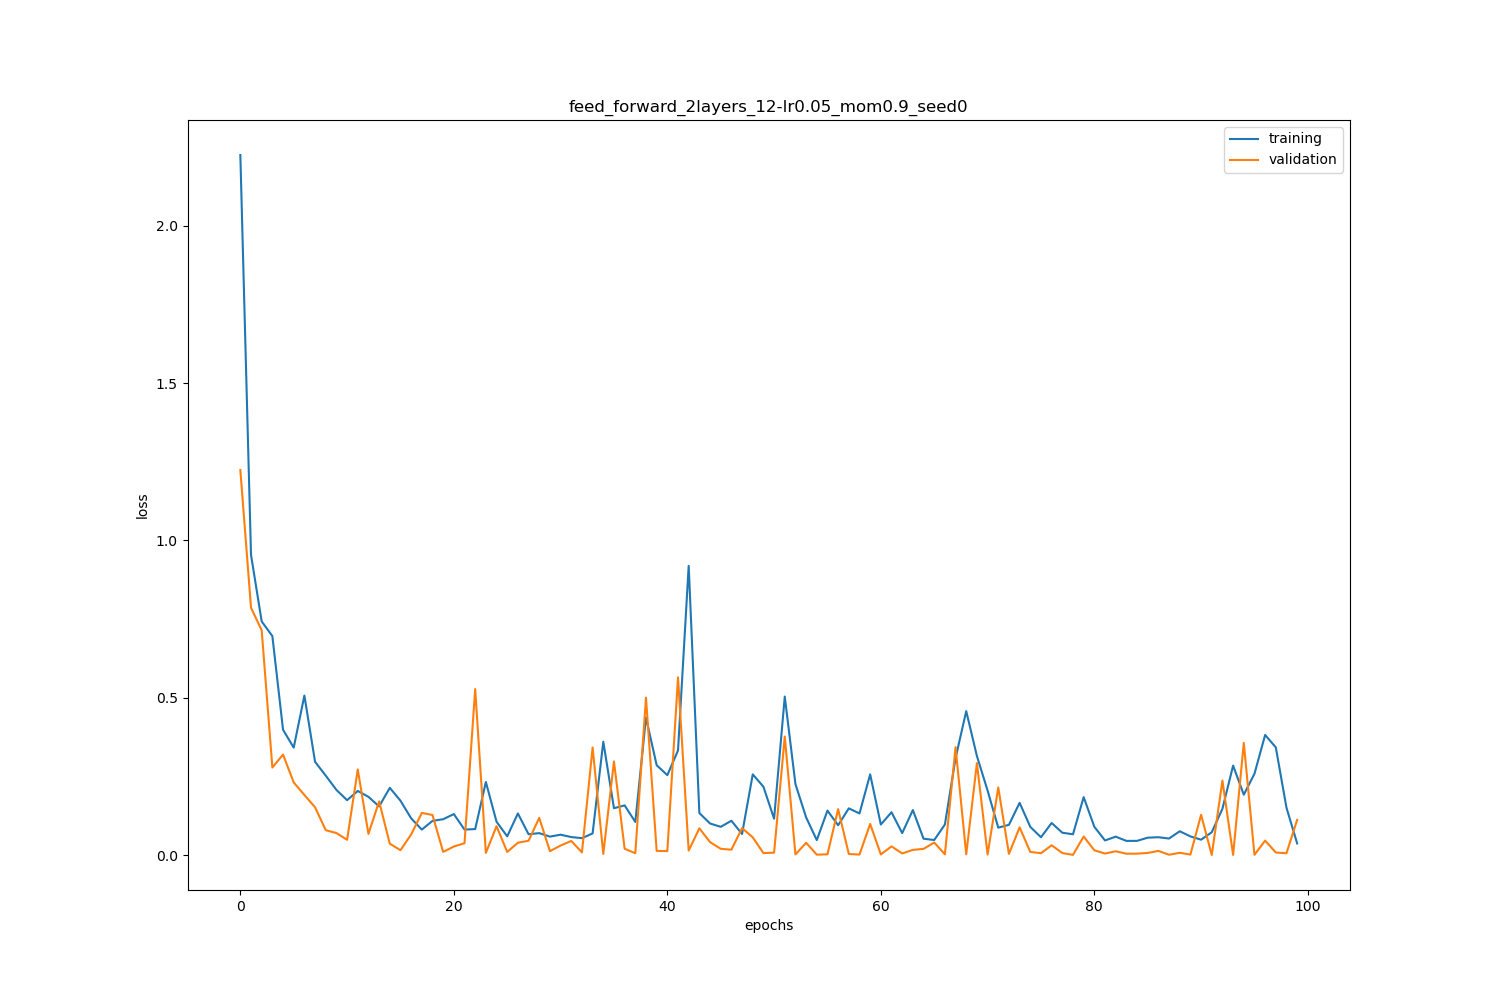 feed_forward_2layers_12-lr0.05_mom0.9_seed0
training
validation
2.0
1.5
1.0
0.5
0.0
loss
0 20 40 60 80 100
epochs